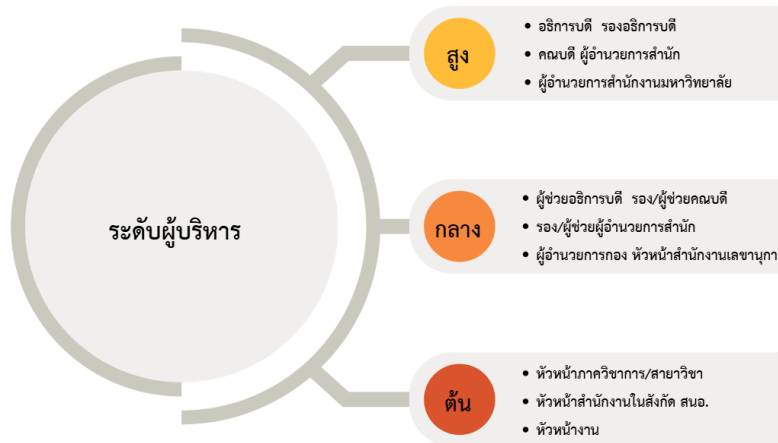 ระดับผู้บริหาร
สูง
• อธิการบดี รองอธิการบดี
• คณบดี ผู้อำนวยการสำนัก
• ผู้อำนวยการสำนักงานมหาวิทยาลัย
กลาง
• ผู้ช่วยอธิการบดี รอง/ผู้ช่วยคณบดี
• รอง/ผู้ช่วยผู้อำนวยการสำนัก
• ผู้อำนวยการกอง หัวหน้าสำนักงานเลขานุกา
ต้น
• หัวหน้าภาควิชาการ/สายาวิชา
• หัวหน้าสำนักงานในสังกัด สนอ.
• หัวหน้างาน